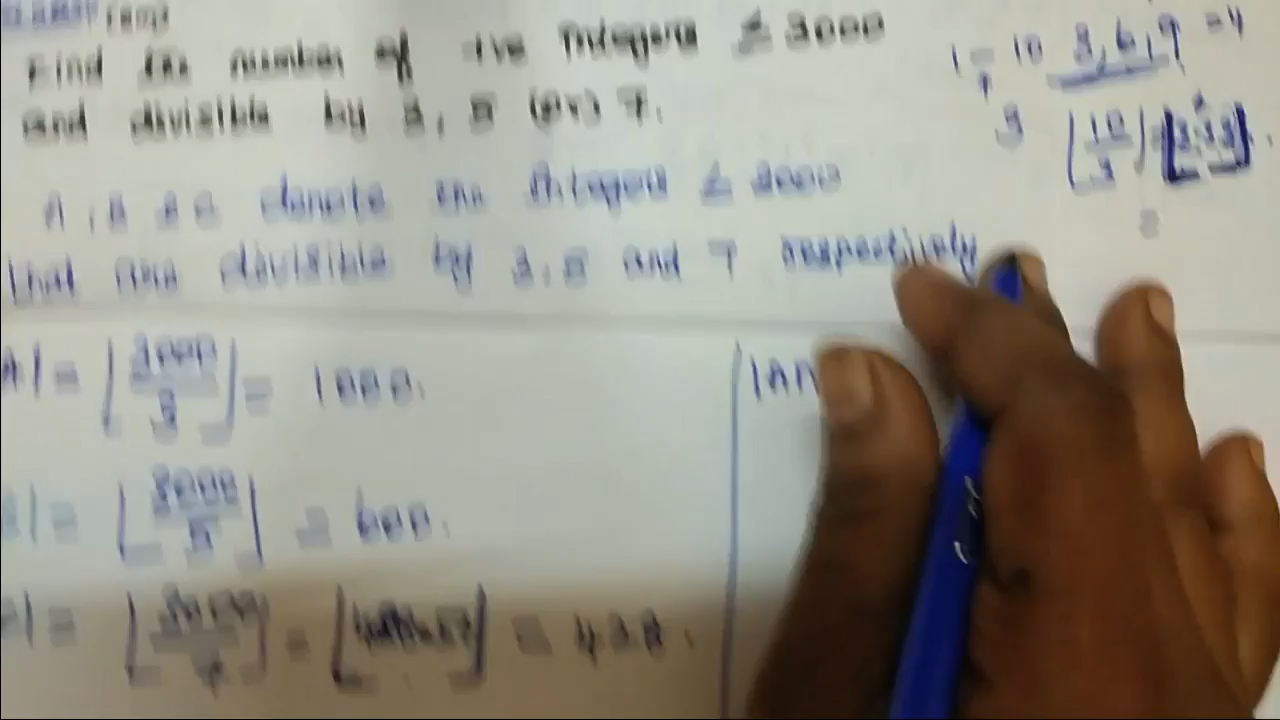 Find the number of +ve Integers ≤ 3000
and divisible by 3, 5 (or) 7.
1 - 10 3, 6, 9 = 4
3 ⌊10/3⌋ = ⌊3.33⌋
3
A, B & C denote the Integers ≤ 3000
that are divisible by 3, 5 and 7 respectively
A| = ⌊3000/3⌋ = 1000.
| = ⌊3000/5⌋ = 600.
| = ⌊3000/7⌋ = ⌊428.57⌋ = 428.
|A∩